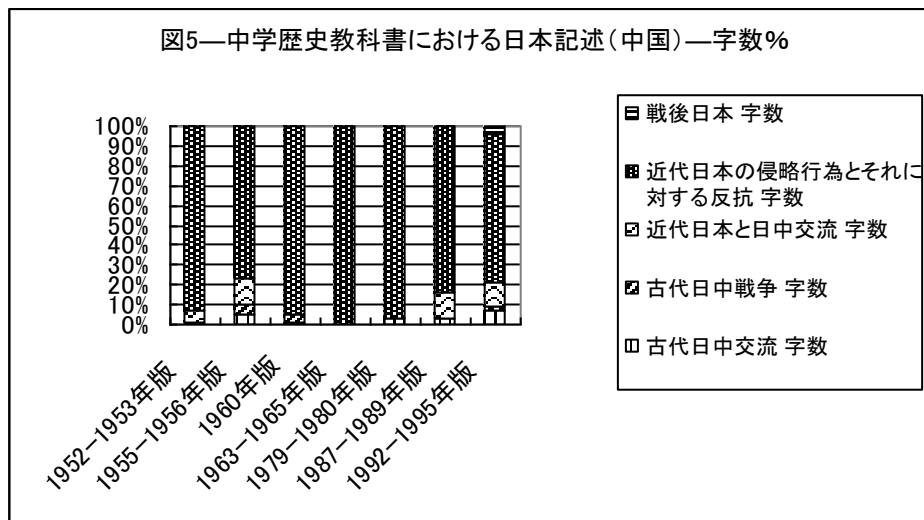 図5―中学歴史教科書における日本記述(中国)―字数%
100%
90%
80%
70%
60%
50%
40%
30%
20%
10%
0%
1952-1953年版
1955-1956年版
1960年版
1963-1965年版
1979-1980年版
1987-1989年版
1992-1995年版
戦後日本 字数
近代日本の侵略行為とそれに
対する反抗 字数
近代日本と日中交流 字数
古代日中戦争 字数
古代日中交流 字数